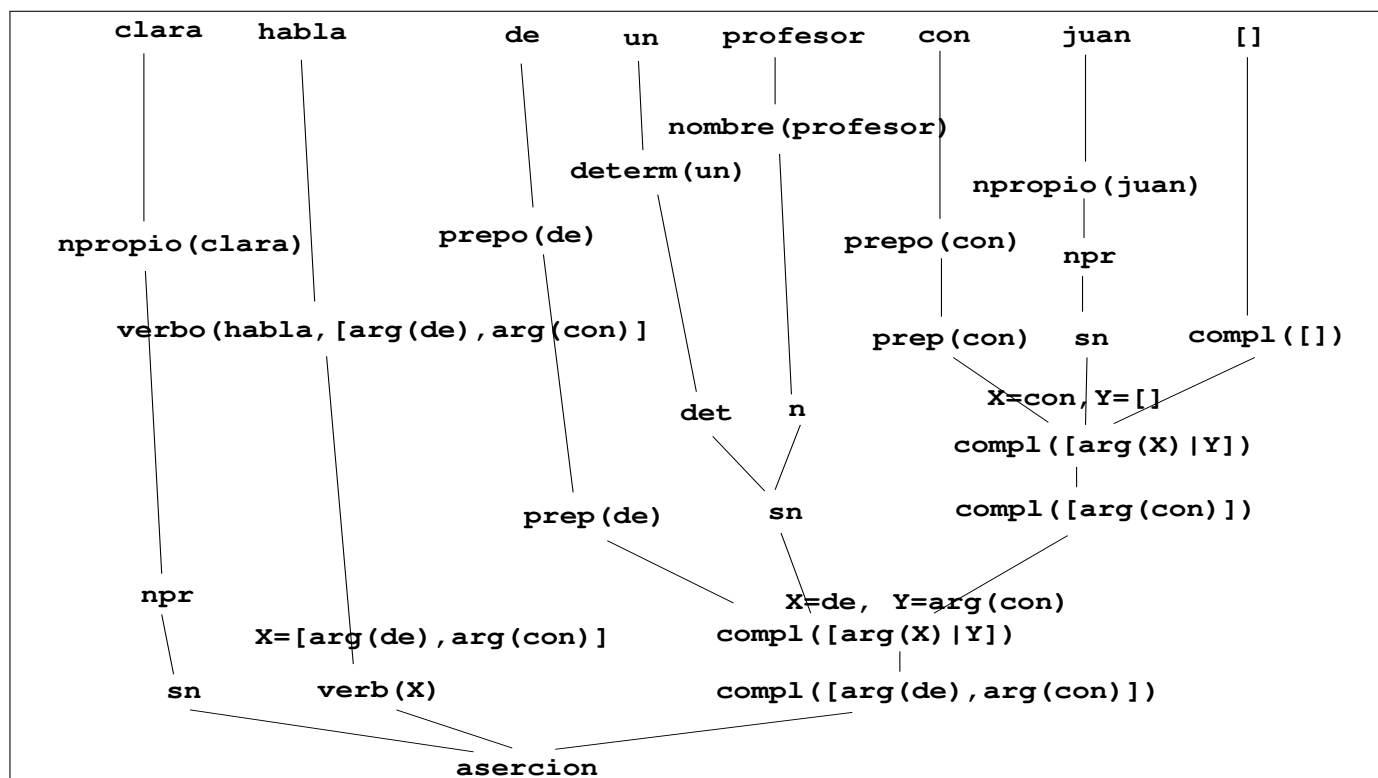 clara habla de un profesor con juan []
nombre(profesor)
determ(un)
npropio(juan)
npropio(clara) prepo(de) prepo(con)
npr
verbo(habla,[arg(de),arg(con)]
prep(con) sn compl([])
X=con,Y=[]
det n
compl([arg(X)|Y])
prep(de) sn compl([arg(con)])
npr
X=de, Y=arg(con)
X=[arg(de),arg(con)] compl([arg(X)|Y])
sn verb(X) compl([arg(de),arg(con)])
asercion